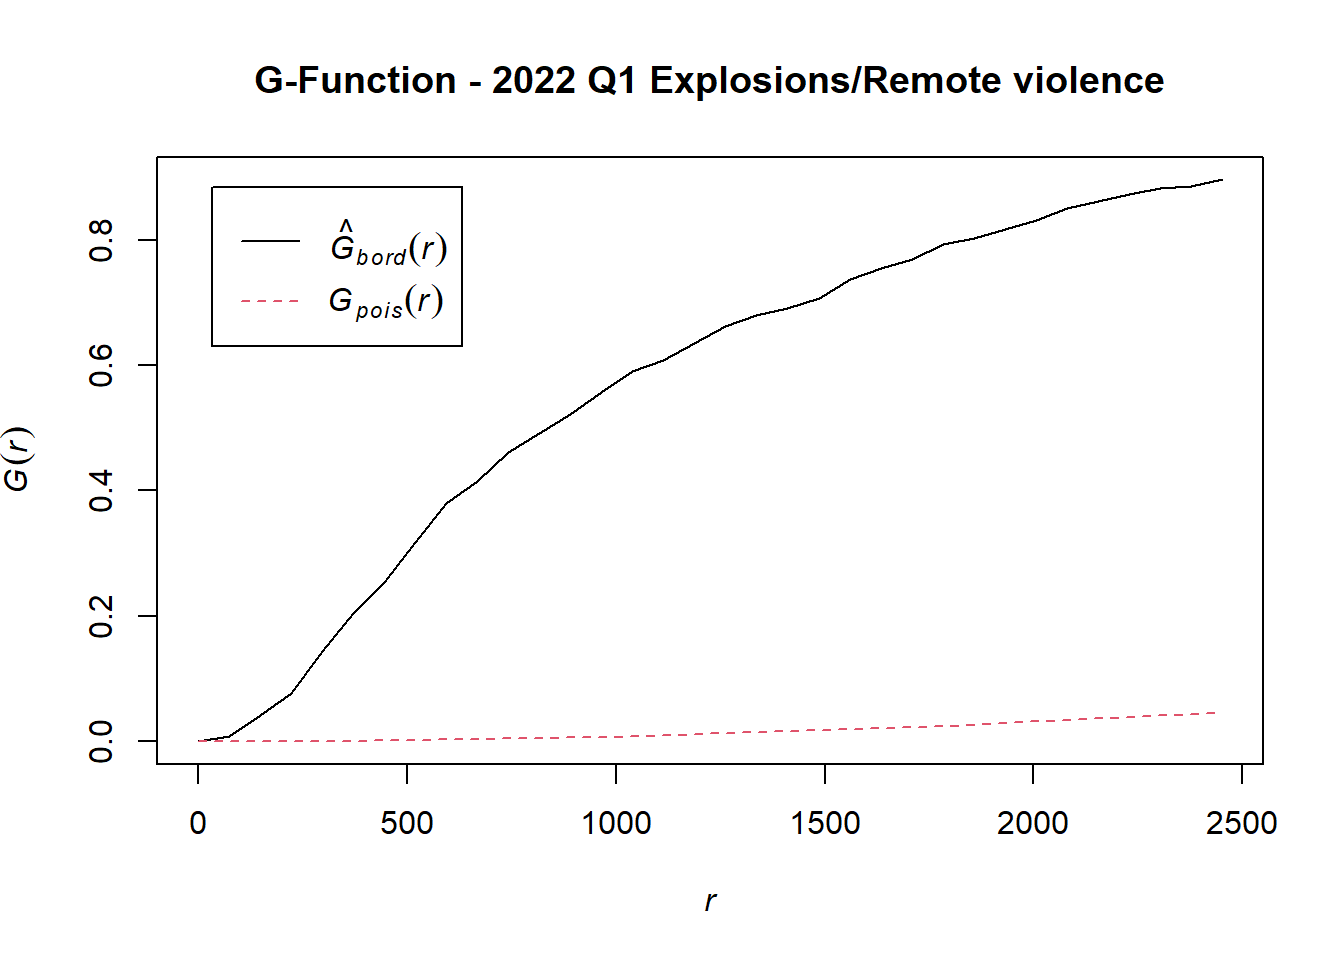 G-Function - 2022 Q1 Explosions/Remote violence
Ĝbord(r)
Gpois(r)
G(r)
0.8
0.6
0.4
0.2
0.0
0 500 1000 1500 2000 2500
r